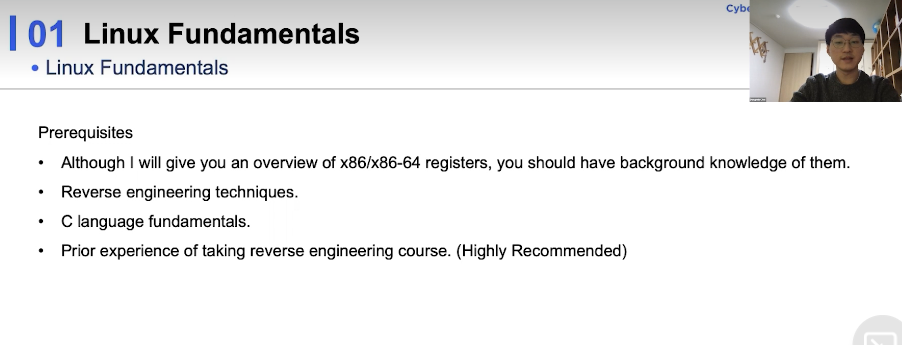 01 Linux Fundamentals
• Linux Fundamentals
Prerequisites
• Although I will give you an overview of x86/x86-64 registers, you should have background knowledge of them.
• Reverse engineering techniques.
• C language fundamentals.
• Prior experience of taking reverse engineering course. (Highly Recommended)